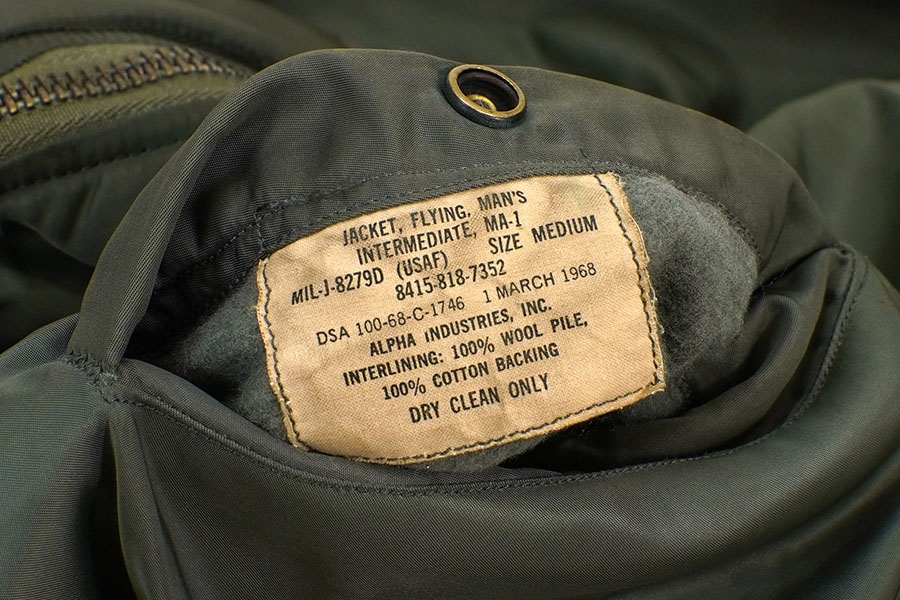 JACKET, FLYING, MAN'S
INTERMEDIATE, MA-1
MIL-J-8279D (USAF) SIZE MEDIUM
8415-818-7352
DSA 100-68-C-1746 1 MARCH 1968
ALPHA INDUSTRIES, INC.
INTERLINING: 100% WOOL PILE,
100% COTTON BACKING
DRY CLEAN ONLY